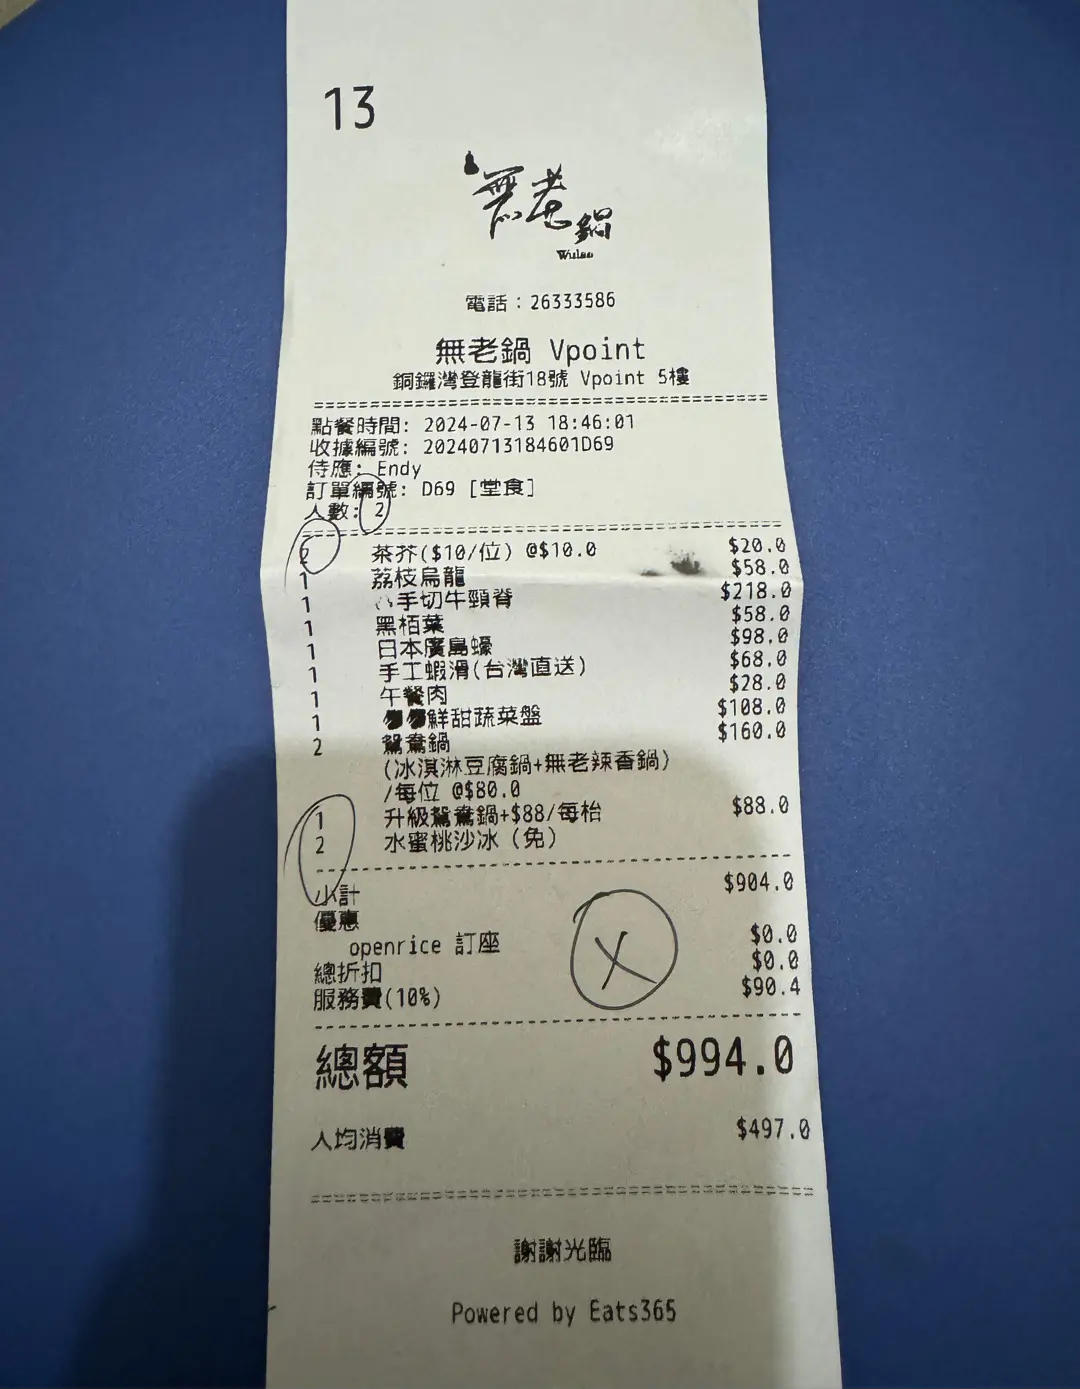 13
無老鍋
Wulao
電話：26333586
無老鍋 Vpoint
銅鑼灣登龍街18號 Vpoint 5樓
點餐時間: 2024-07-13 18:46:01
收據編號: 20240713184601D69
侍應: Endy
訂單編號: D69 [堂食]
人數: 2
2 茶芥($10/位) @$10.0 $20.0
1 荔枝烏龍 $58.0
1 手切牛頸脊 $218.0
1 黑栢葉 $58.0
1 日本廣島蠔 $98.0
1 手工蝦滑(台灣直送) $68.0
1 午餐肉 $28.0
1 鮮甜蔬菜盤 $108.0
2 鴛鴦鍋 $160.0
(冰淇淋豆腐鍋+無老辣香鍋)
/每位 @$80.0
1 升級鴛鴦鍋+$88/每枱 $88.0
2 水蜜桃沙冰 (免)
小計 $904.0
優惠
openrice 訂座 $0.0
總折扣 $0.0
服務費(10%) $90.4
X
總額 $994.0
人均消費 $497.0
謝謝光臨
Powered by Eats365